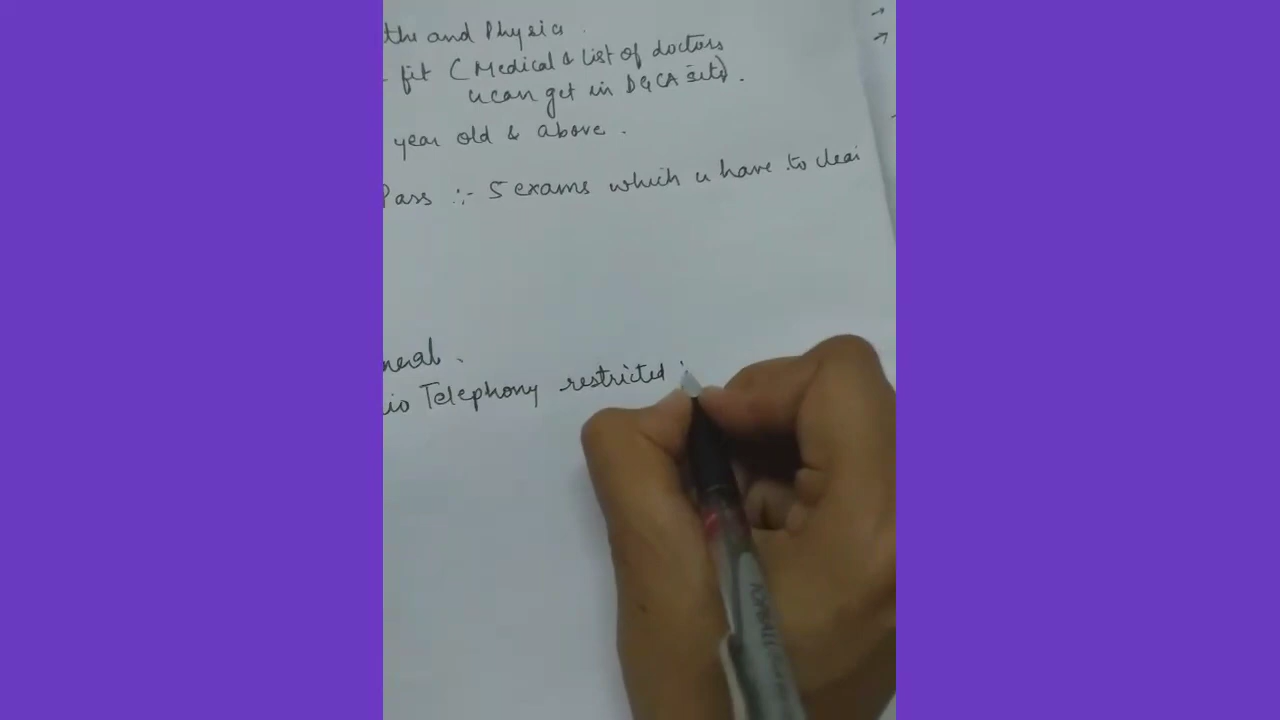 the and Physics.
fit (Medical & List of doctors
u can get in DGCA site).
year old & above.
Pass :- 5 exams which u have to clear
neral.
io Telephony restricted :